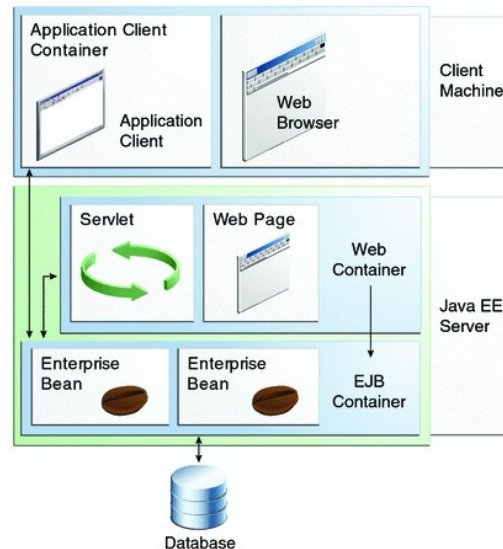 Application Client
Container
Application
Client
Web
Browser
Client
Machine
Servlet
Web Page
Web
Container
Java EE
Server
Enterprise
Bean
Enterprise
Bean
EJB
Container
Database